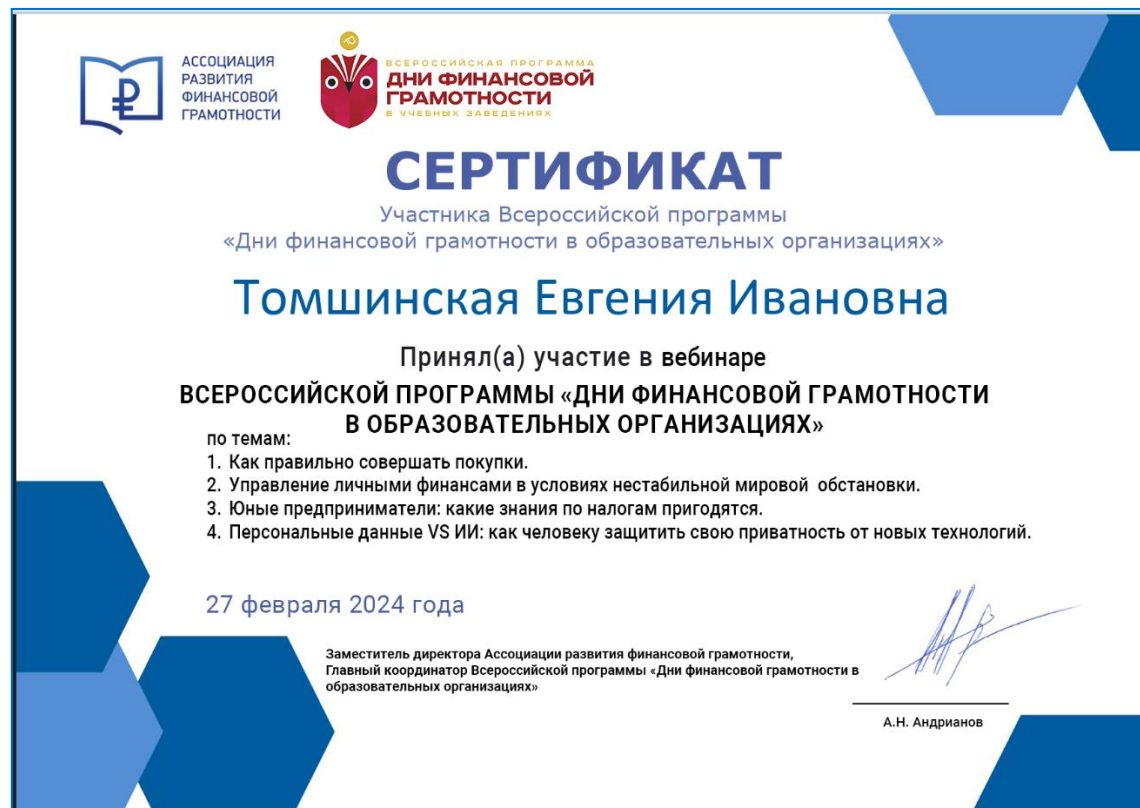 АССОЦИАЦИЯ
РАЗВИТИЯ
ФИНАНСОВОЙ
ГРАМОТНОСТИ
ВСЕРОССИЙСКАЯ ПРОГРАММА
ДНИ ФИНАНСОВОЙ
ГРАМОТНОСТИ
В УЧЕБНЫХ ЗАВЕДЕНИЯХ
СЕРТИФИКАТ
Участника Всероссийской программы
«Дни финансовой грамотности в образовательных организациях»
Томшинская Евгения Ивановна
Принял(а) участие в вебинаре
ВСЕРОССИЙСКОЙ ПРОГРАММЫ «ДНИ ФИНАНСОВОЙ ГРАМОТНОСТИ
В ОБРАЗОВАТЕЛЬНЫХ ОРГАНИЗАЦИЯХ»
по темам:
1. Как правильно совершать покупки.
2. Управление личными финансами в условиях нестабильной мировой обстановки.
3. Юные предприниматели: какие знания по налогам пригодятся.
4. Персональные данные VS ИИ: как человеку защитить свою приватность от новых технологий.
27 февраля 2024 года
Заместитель директора Ассоциации развития финансовой грамотности,
Главный координатор Всероссийской программы «Дни финансовой грамотности в
образовательных организациях»
А.Н. Андрианов